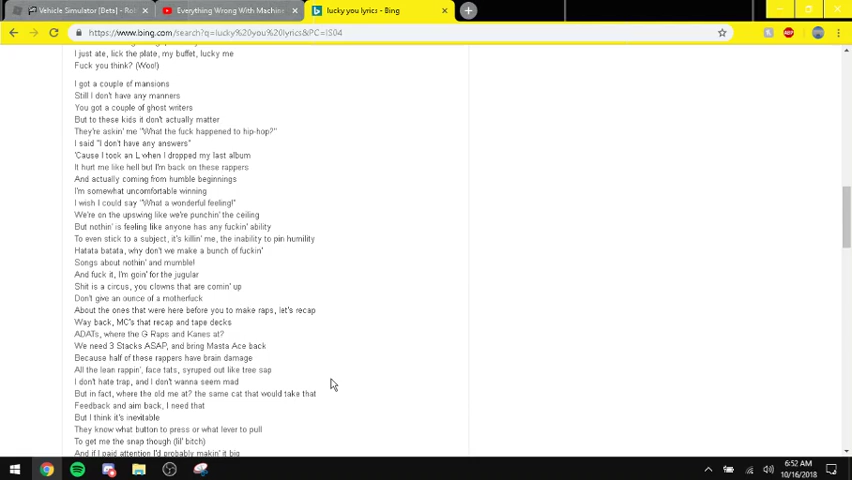 Vehicle Simulator [Beta] - Rob
Everything Wrong With Machine
lucky you lyrics - Bing
https://www.bing.com/search?q=lucky%20you%20lyrics&PC=IS04
I just ate, lick the plate, my buffet, lucky me
Fuck you think? (Woo!)
I got a couple of mansions
Still I don't have any manners
You got a couple of ghost writers
But to these kids it don't actually matter
They're askin' me "What the fuck happened to hip-hop?"
I said "I don't have any answers"
'Cause I took an L when I dropped my last album
It hurt me like hell but I'm back on these rappers
And actually coming from humble beginnings
I'm somewhat uncomfortable winning
I wish I could say "What a wonderful feeling!"
We're on the upswing like we're punchin' the ceiling
But nothin' is feeling like anyone has any fuckin' ability
To even stick to a subject, it's killin' me, the inability to pin humility
Hatata batata, why don't we make a bunch of fuckin'
Songs about nothin' and mumble!
And fuck it, I'm goin' for the jugular
Shit is a circus, you clowns that are comin' up
Don't give an ounce of a motherfuck
About the ones that were here before you to make raps, let's recap
Way back, MC's that recap and tape decks
ADATs, where the G Raps and Kanes at?
We need 3 Stacks ASAP, and bring Masta Ace back
Because half of these rappers have brain damage
All the lean rappin', face tats, syruped out like tree sap
I don't hate trap, and I don't wanna seem mad
But in fact, where the old me at? the same cat that would take that
Feedback and aim back, I need that
But I think it's inevitable
They know what button to press or what lever to pull
To get me the snap though (lil' bitch)
And if I paid attention I'd probably makin' it big
6:52 AM
10/16/2018